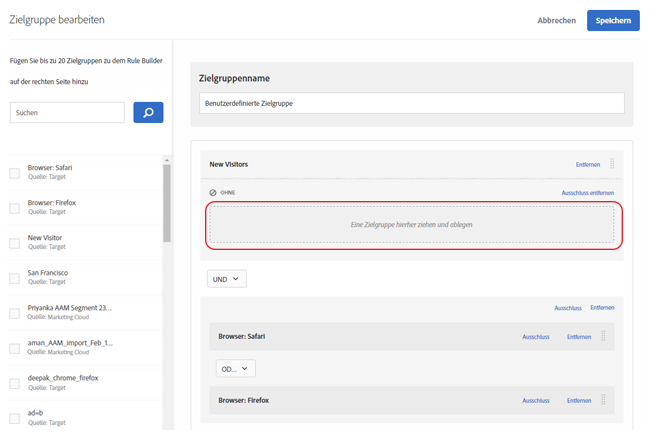 Zielgruppe bearbeiten
Abbrechen
Speichern
Fügen Sie bis zu 20 Zielgruppen zu dem Rule Builder
auf der rechten Seite hinzu
Suchen
Browser: Safari
Quelle: Target
Browser: Firefox
Quelle: Target
New Visitor
Quelle: Target
San Francisco
Quelle: Target
Priyanka AAM Segment 23...
Quelle: Marketing Cloud
aman_AAM_import_Feb_1...
Quelle: Marketing Cloud
deepak_chrome_firefox
Quelle: Target
ad=b
Quelle: Target
Zielgruppenname
Benutzerdefinierte Zielgruppe
New Visitors
Entfernen
OHNE
Ausschluss entfernen
Eine Zielgruppe hierher ziehen und ablegen
UND
Ausschluss
Entfernen
Browser: Safari
Ausschluss
Entfernen
OD...
Browser: Firefox
Ausschluss
Entfernen